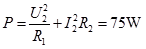 P = U₂²/R₁ + I₂²R₂ = 75W